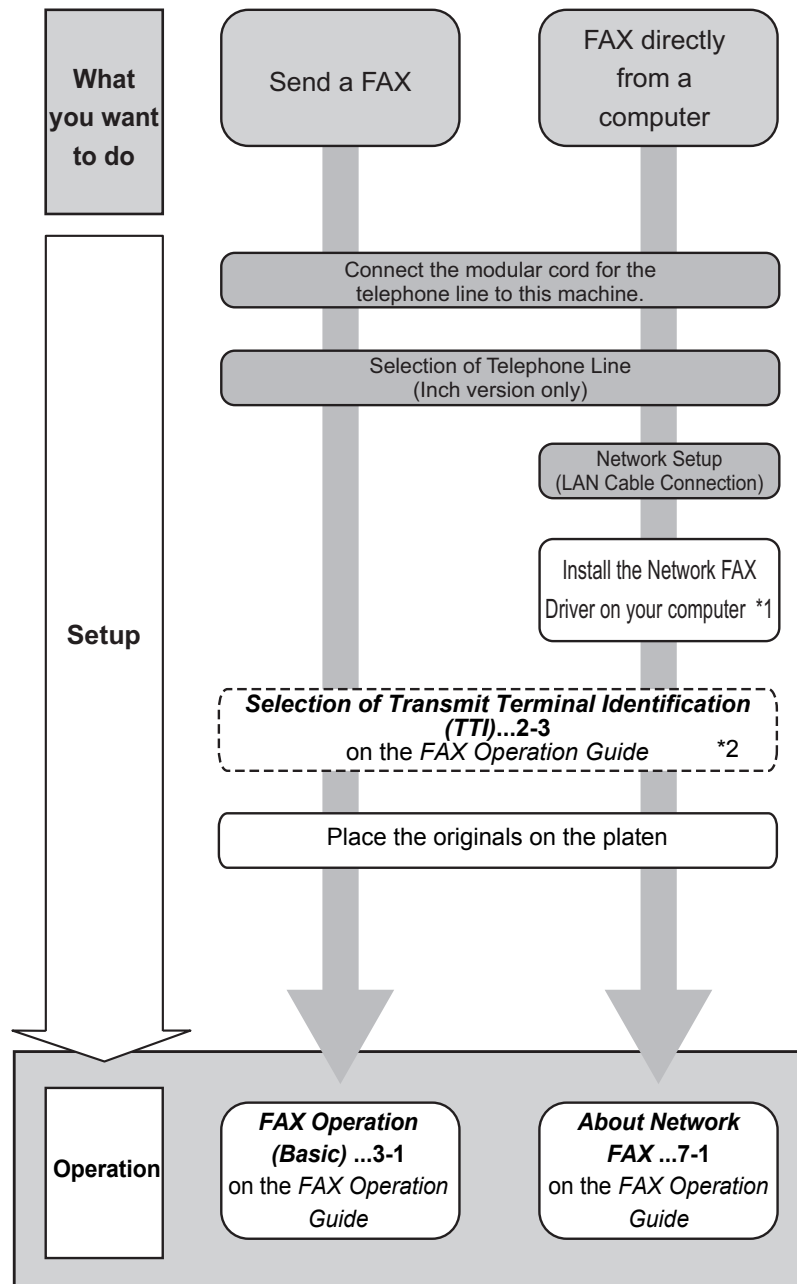 What
you want
to do
Send a FAX
FAX directly
from a
computer
Connect the modular cord for the
telephone line to this machine.
Selection of Telephone Line
(Inch version only)
Network Setup
(LAN Cable Connection)
Install the Network FAX
Driver on your computer *1
Setup
Selection of Transmit Terminal Identification
(TTI)...2-3
on the FAX Operation Guide *2
Place the originals on the platen
Operation
FAX Operation
(Basic) ...3-1
on the FAX Operation
Guide
About Network
FAX ...7-1
on the FAX Operation
Guide